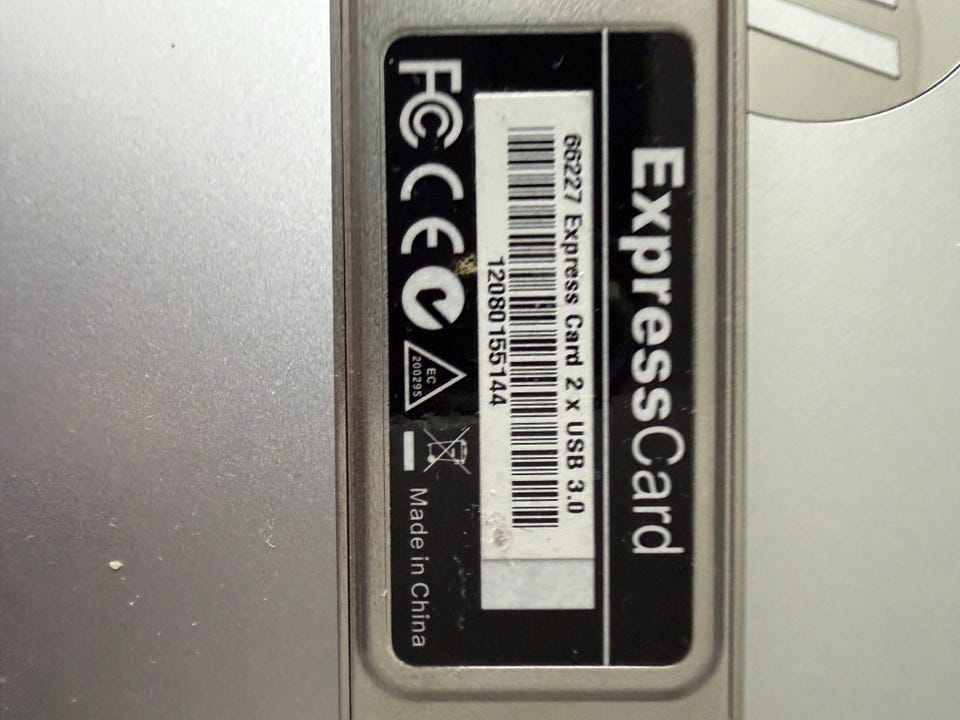 ExpressCard
66227 Express Card 2 x USB 3.0
12080155144
FC CE
EC
200295
Made in China